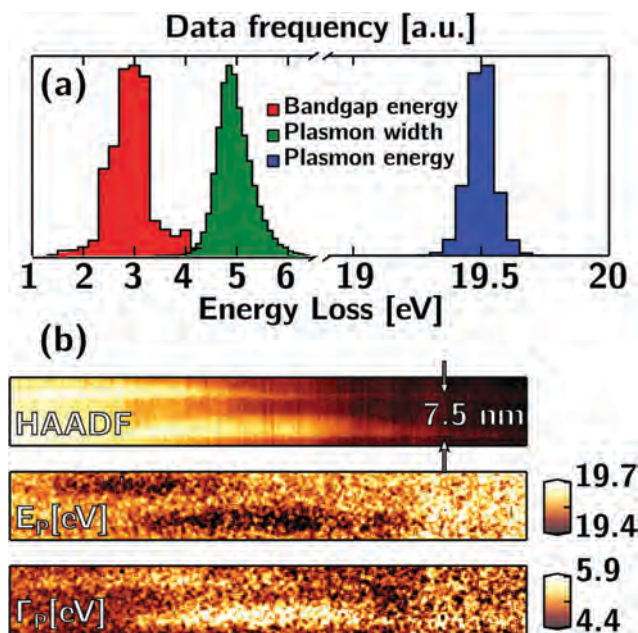 Data frequency [a.u.]
(a)
Bandgap energy
Plasmon width
Plasmon energy
1 2 3 4 5 6 19 19.5 20
Energy Loss [eV]
(b)
HAADF
7.5 nm
E_P[eV]
19.7
19.4
Γ_P[eV]
5.9
4.4